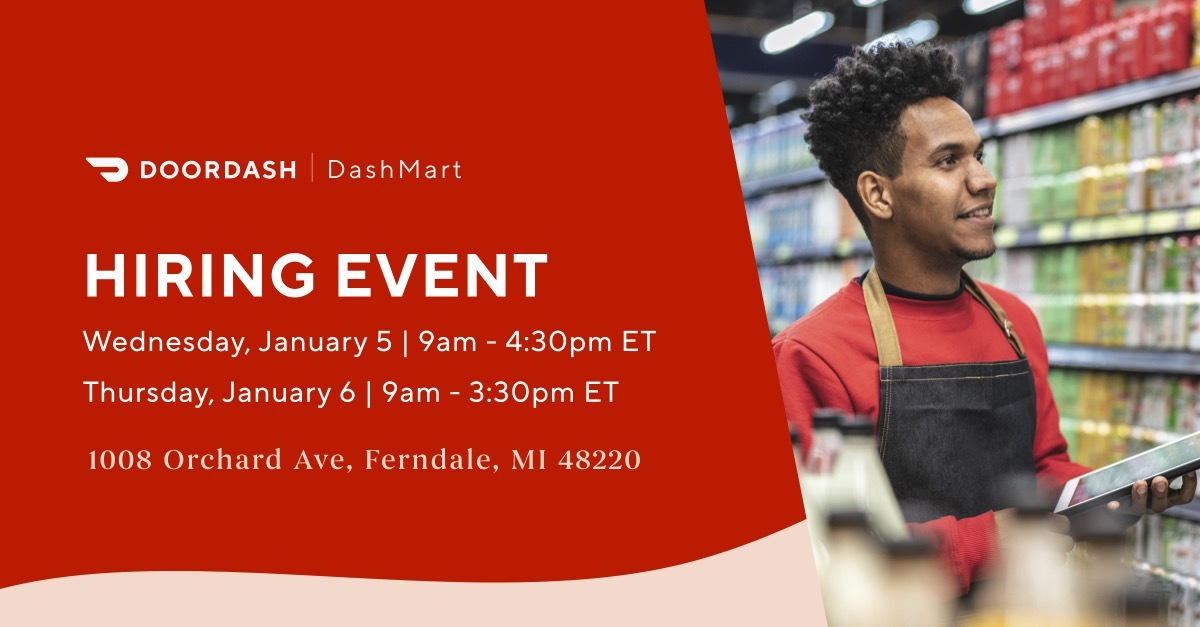 DOORDASH | DashMart
HIRING EVENT
Wednesday, January 5 | 9am - 4:30pm ET
Thursday, January 6 | 9am - 3:30pm ET
1008 Orchard Ave, Ferndale, MI 48220